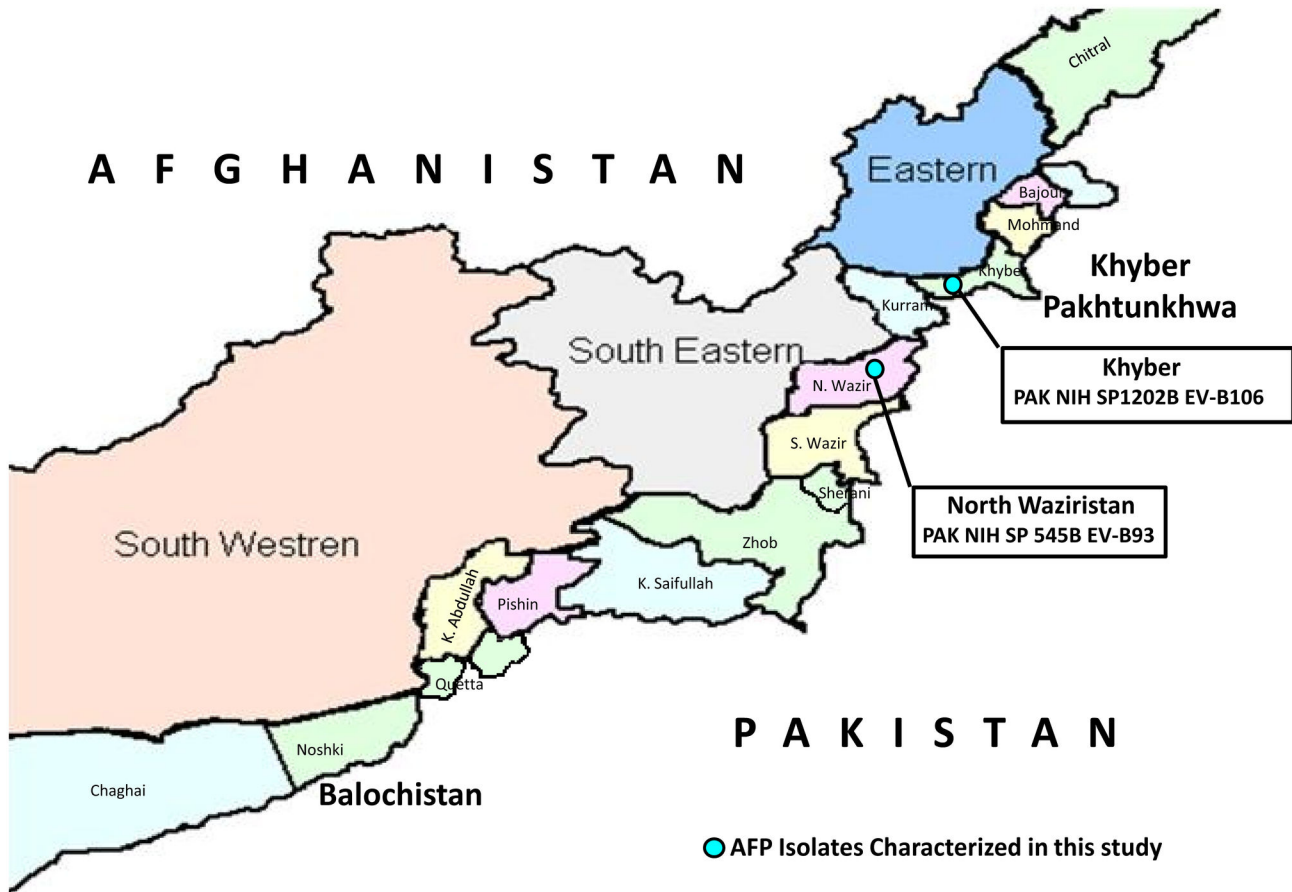 Chitral
A F G H A N I S T A N
Eastern
Bajour
Mohmand
Khyber
Khyber
Pakhtunkhwa
Kurram
South Eastern
Khyber
PAK NIH SP1202B EV-B106
N. Wazir
S. Wazir
Sherani
North Waziristan
PAK NIH SP 545B EV-B93
South Westren
Zhob
K. Saifullah
K. Abdullah
Pishin
Quetta
P A K I S T A N
Noshki
Chaghai
Balochistan
AFP Isolates Characterized in this study